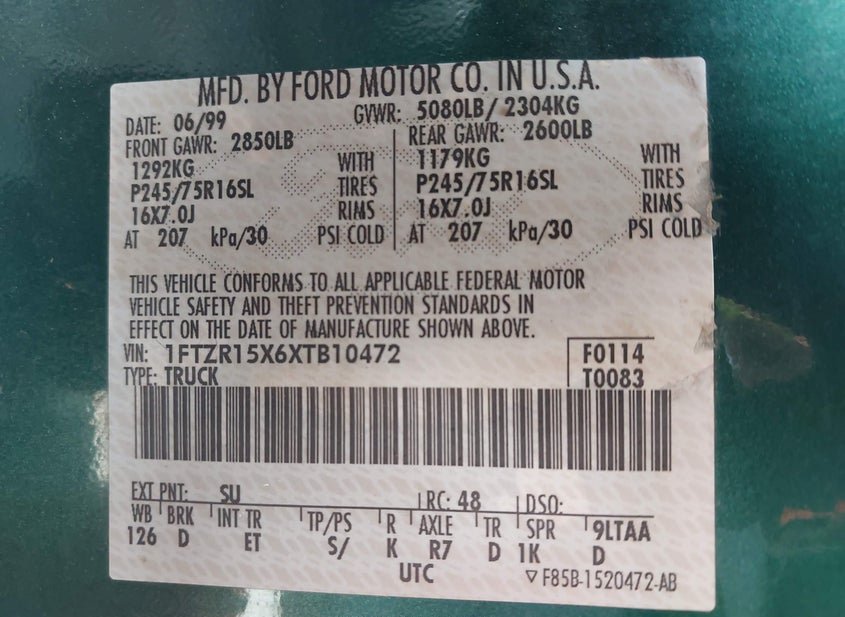 MFD. BY FORD MOTOR CO. IN U.S.A.
DATE: 06/99 GVWR: 5080LB/ 2304KG
FRONT GAWR: 2850LB REAR GAWR: 2600LB
1292KG WITH 1179KG WITH
P245/75R16SL TIRES P245/75R16SL TIRES
16X7.0J RIMS 16X7.0J RIMS
AT 207 kPa/30 PSI COLD AT 207 kPa/30 PSI COLD
THIS VEHICLE CONFORMS TO ALL APPLICABLE FEDERAL MOTOR
VEHICLE SAFETY AND THEFT PREVENTION STANDARDS IN
EFFECT ON THE DATE OF MANUFACTURE SHOWN ABOVE.
VIN: 1FTZR15X6XTB10472 F0114
TYPE: TRUCK T0083
EXT PNT: SU RC: 48 DSO:
WB BRK INT TR TP/PS R AXLE TR SPR 9LTAA
126 D ET S/ K R7 D 1K D
UTC ▽ F85B-1520472-AB